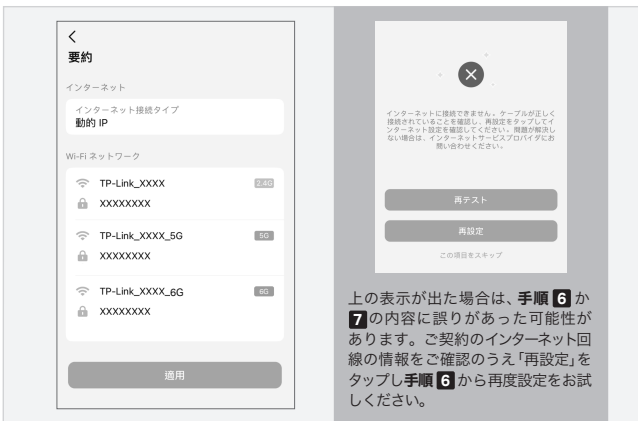 要約
インターネット
インターネット接続タイプ
動的 IP
Wi-Fi ネットワーク
TP-Link_XXXX 2.4G
XXXXXXXX
TP-Link_XXXX_5G 5G
XXXXXXXX
TP-Link_XXXX_6G 6G
XXXXXXXX
適用
インターネットに接続できません。ケーブルが正しく
接続されていることを確認し、再設定をタップしてイ
ンターネット設定を確認してください。問題が解決し
ない場合は、インターネットサービスプロバイダにお
問い合わせください。
再テスト
再設定
この項目をスキップ
上の表示が出た場合は、手順 6 か
7 の内容に誤りがあった可能性が
あります。ご契約のインターネット回
線の情報をご確認のうえ「再設定」を
タップし手順 6 から再度設定をお試
しください。